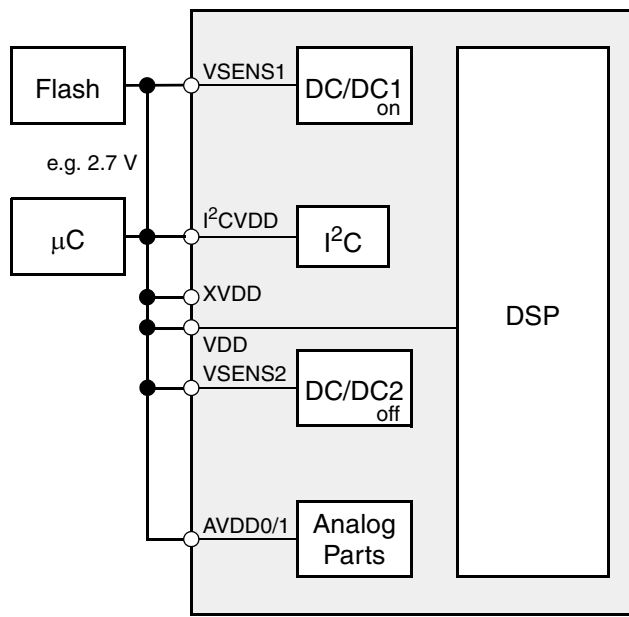 Flash
VSENS1
DC/DC1
on
e.g. 2.7 V
μC
I²CVDD
I²C
XVDD
DSP
VDD
VSENS2
DC/DC2
off
AVDD0/1
Analog
Parts